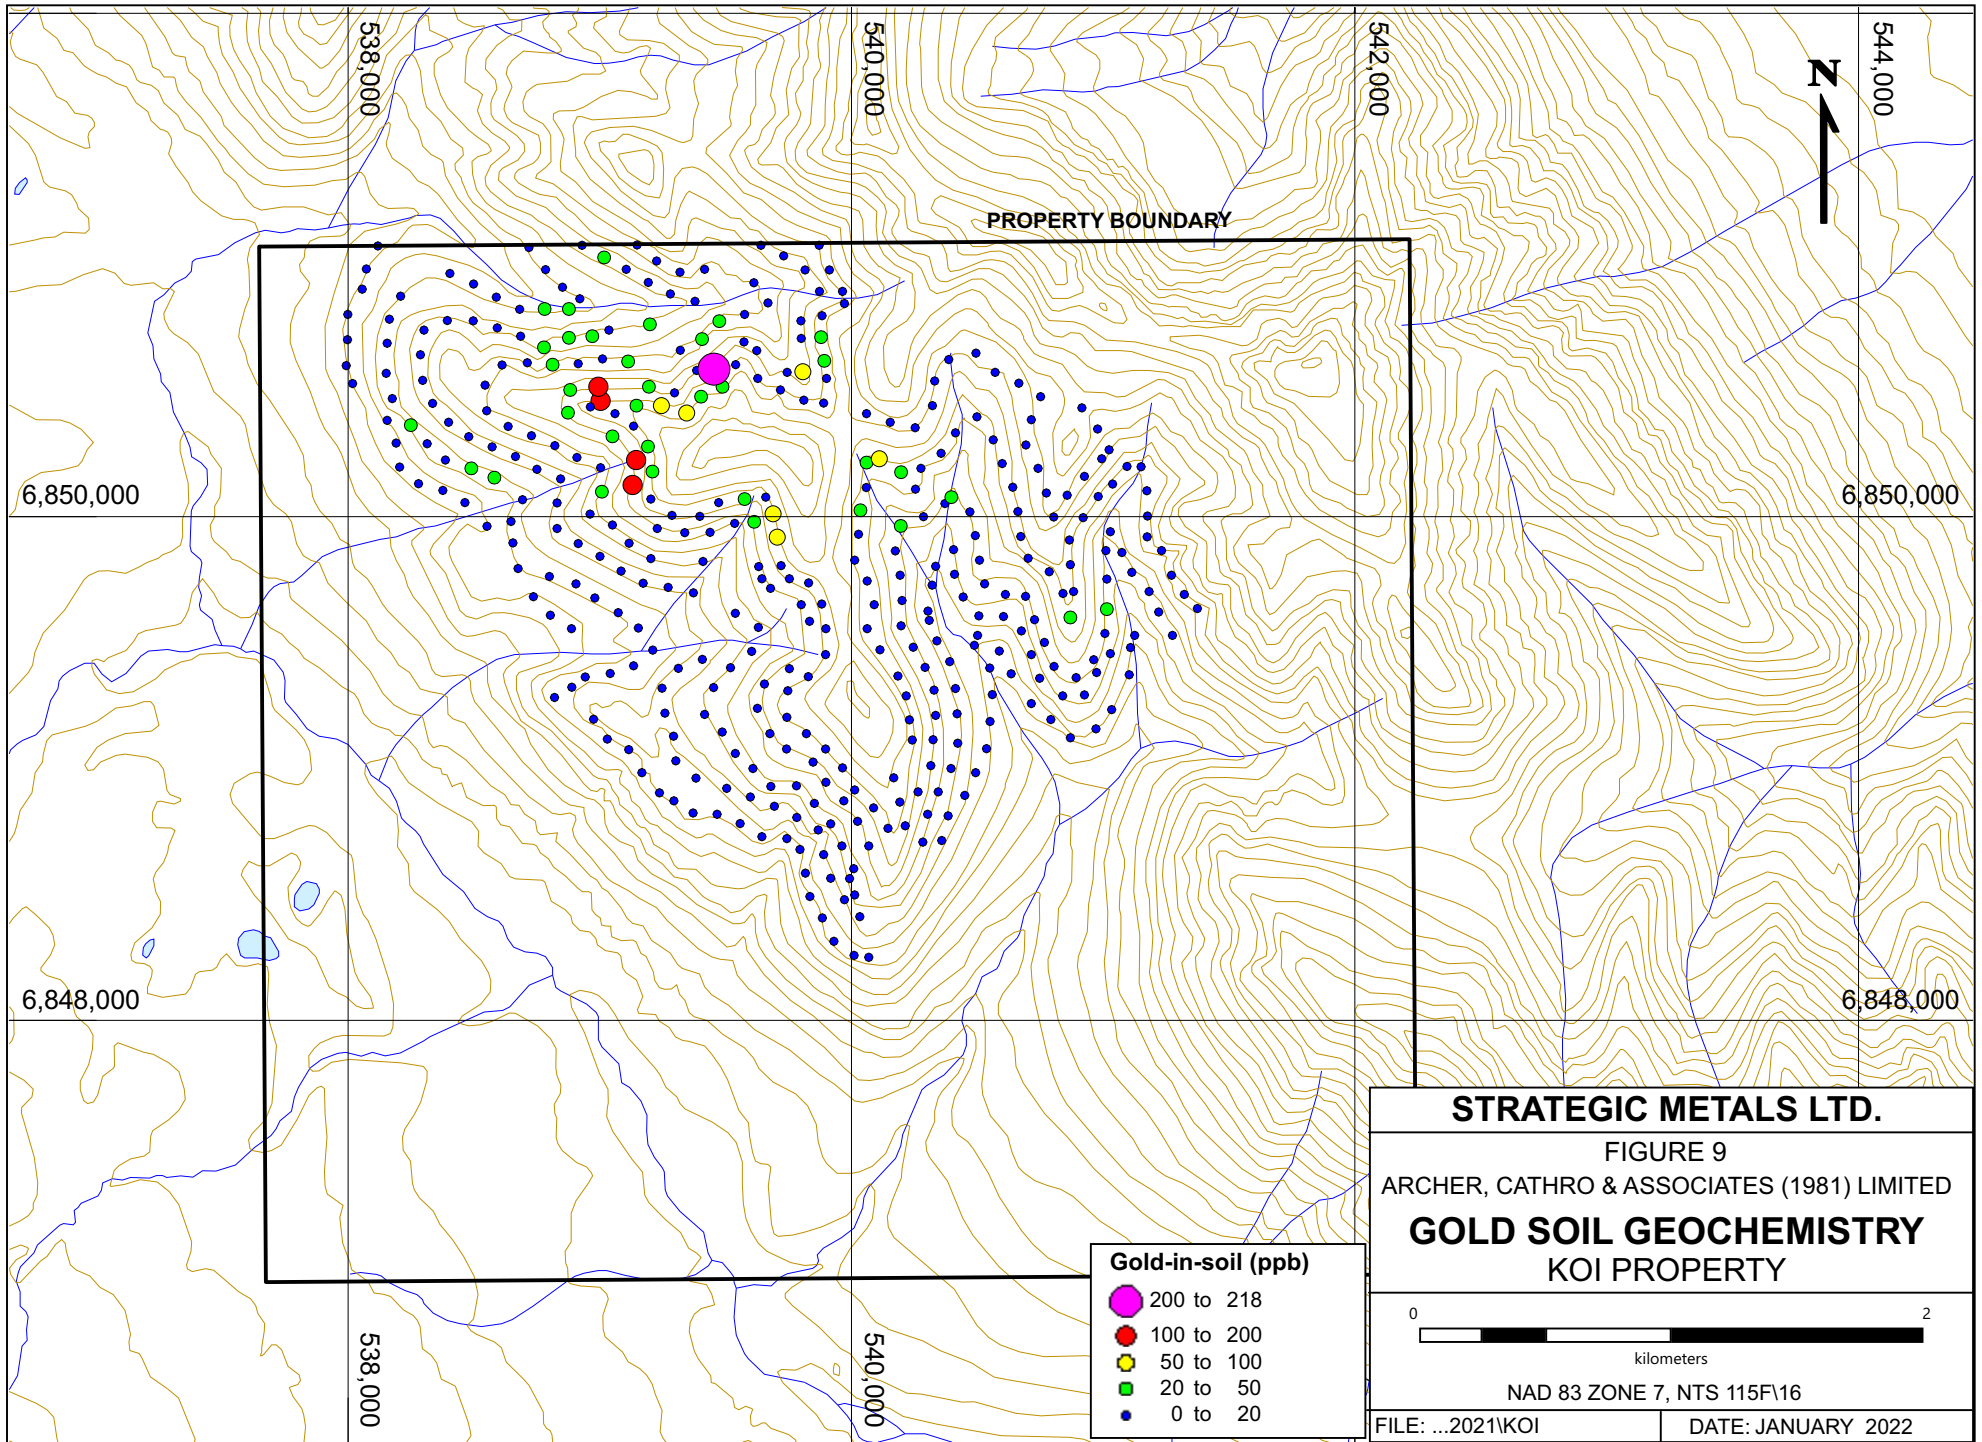 538,000
540,000
542,000
544,000
N
PROPERTY BOUNDARY
6,850,000
6,850,000
6,848,000
6,848,000
538,000
540,000
Gold-in-soil (ppb)
200 to 218
100 to 200
50 to 100
20 to 50
0 to 20
STRATEGIC METALS LTD.
FIGURE 9
ARCHER, CATHRO & ASSOCIATES (1981) LIMITED
GOLD SOIL GEOCHEMISTRY
KOI PROPERTY
0 2
kilometers
NAD 83 ZONE 7, NTS 115F\16
FILE: ...2021\KOI
DATE: JANUARY 2022